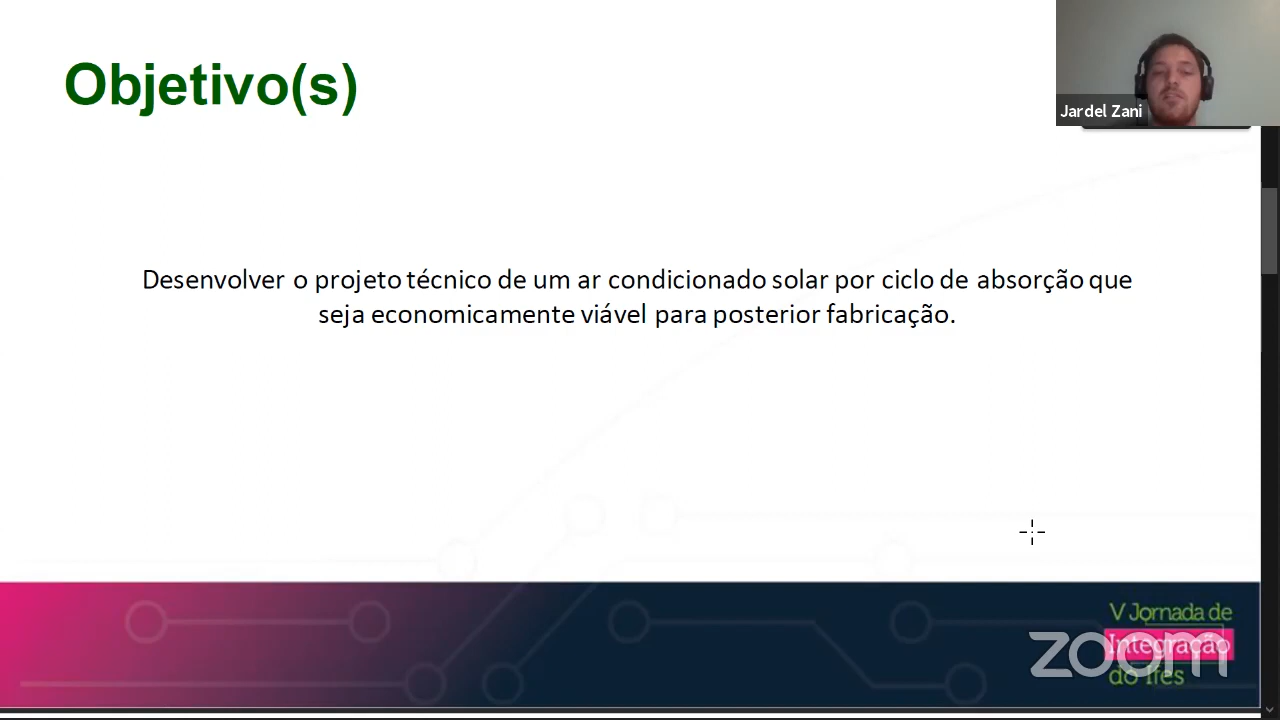 Objetivo(s)
Jardel Zani
Desenvolver o projeto técnico de um ar condicionado solar por ciclo de absorção que
seja economicamente viável para posterior fabricação.
V Jornada de
Integração
do Ifes
zoom